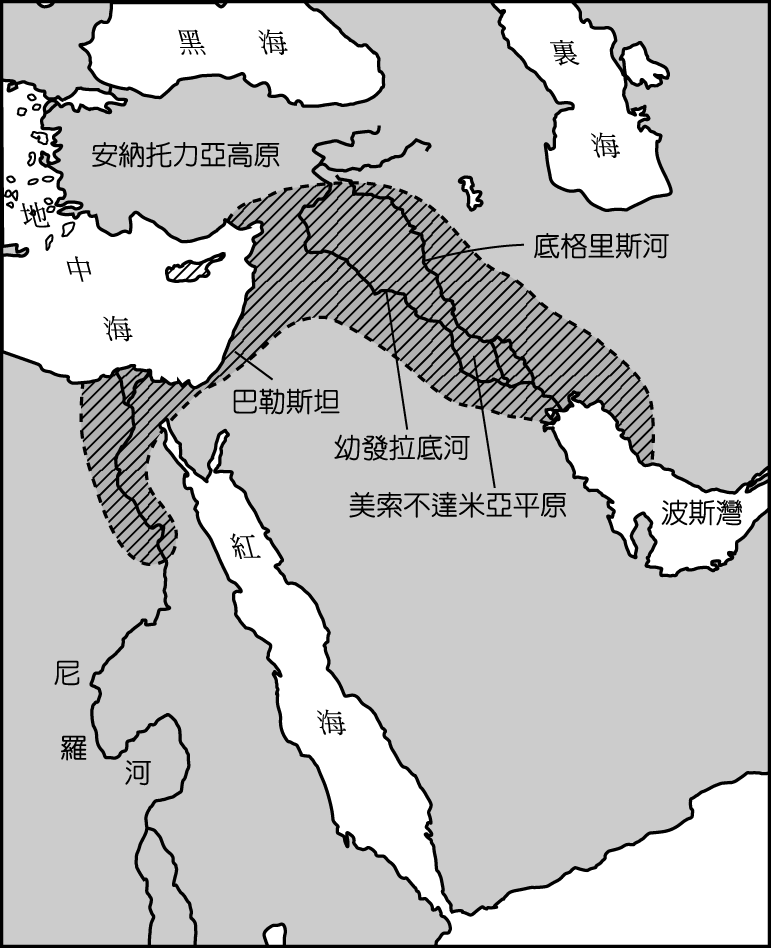 黑海
裏海
安納托力亞高原
地中海
底格里斯河
巴勒斯坦
幼發拉底河
美索不達米亞平原
波斯灣
紅海
尼羅河